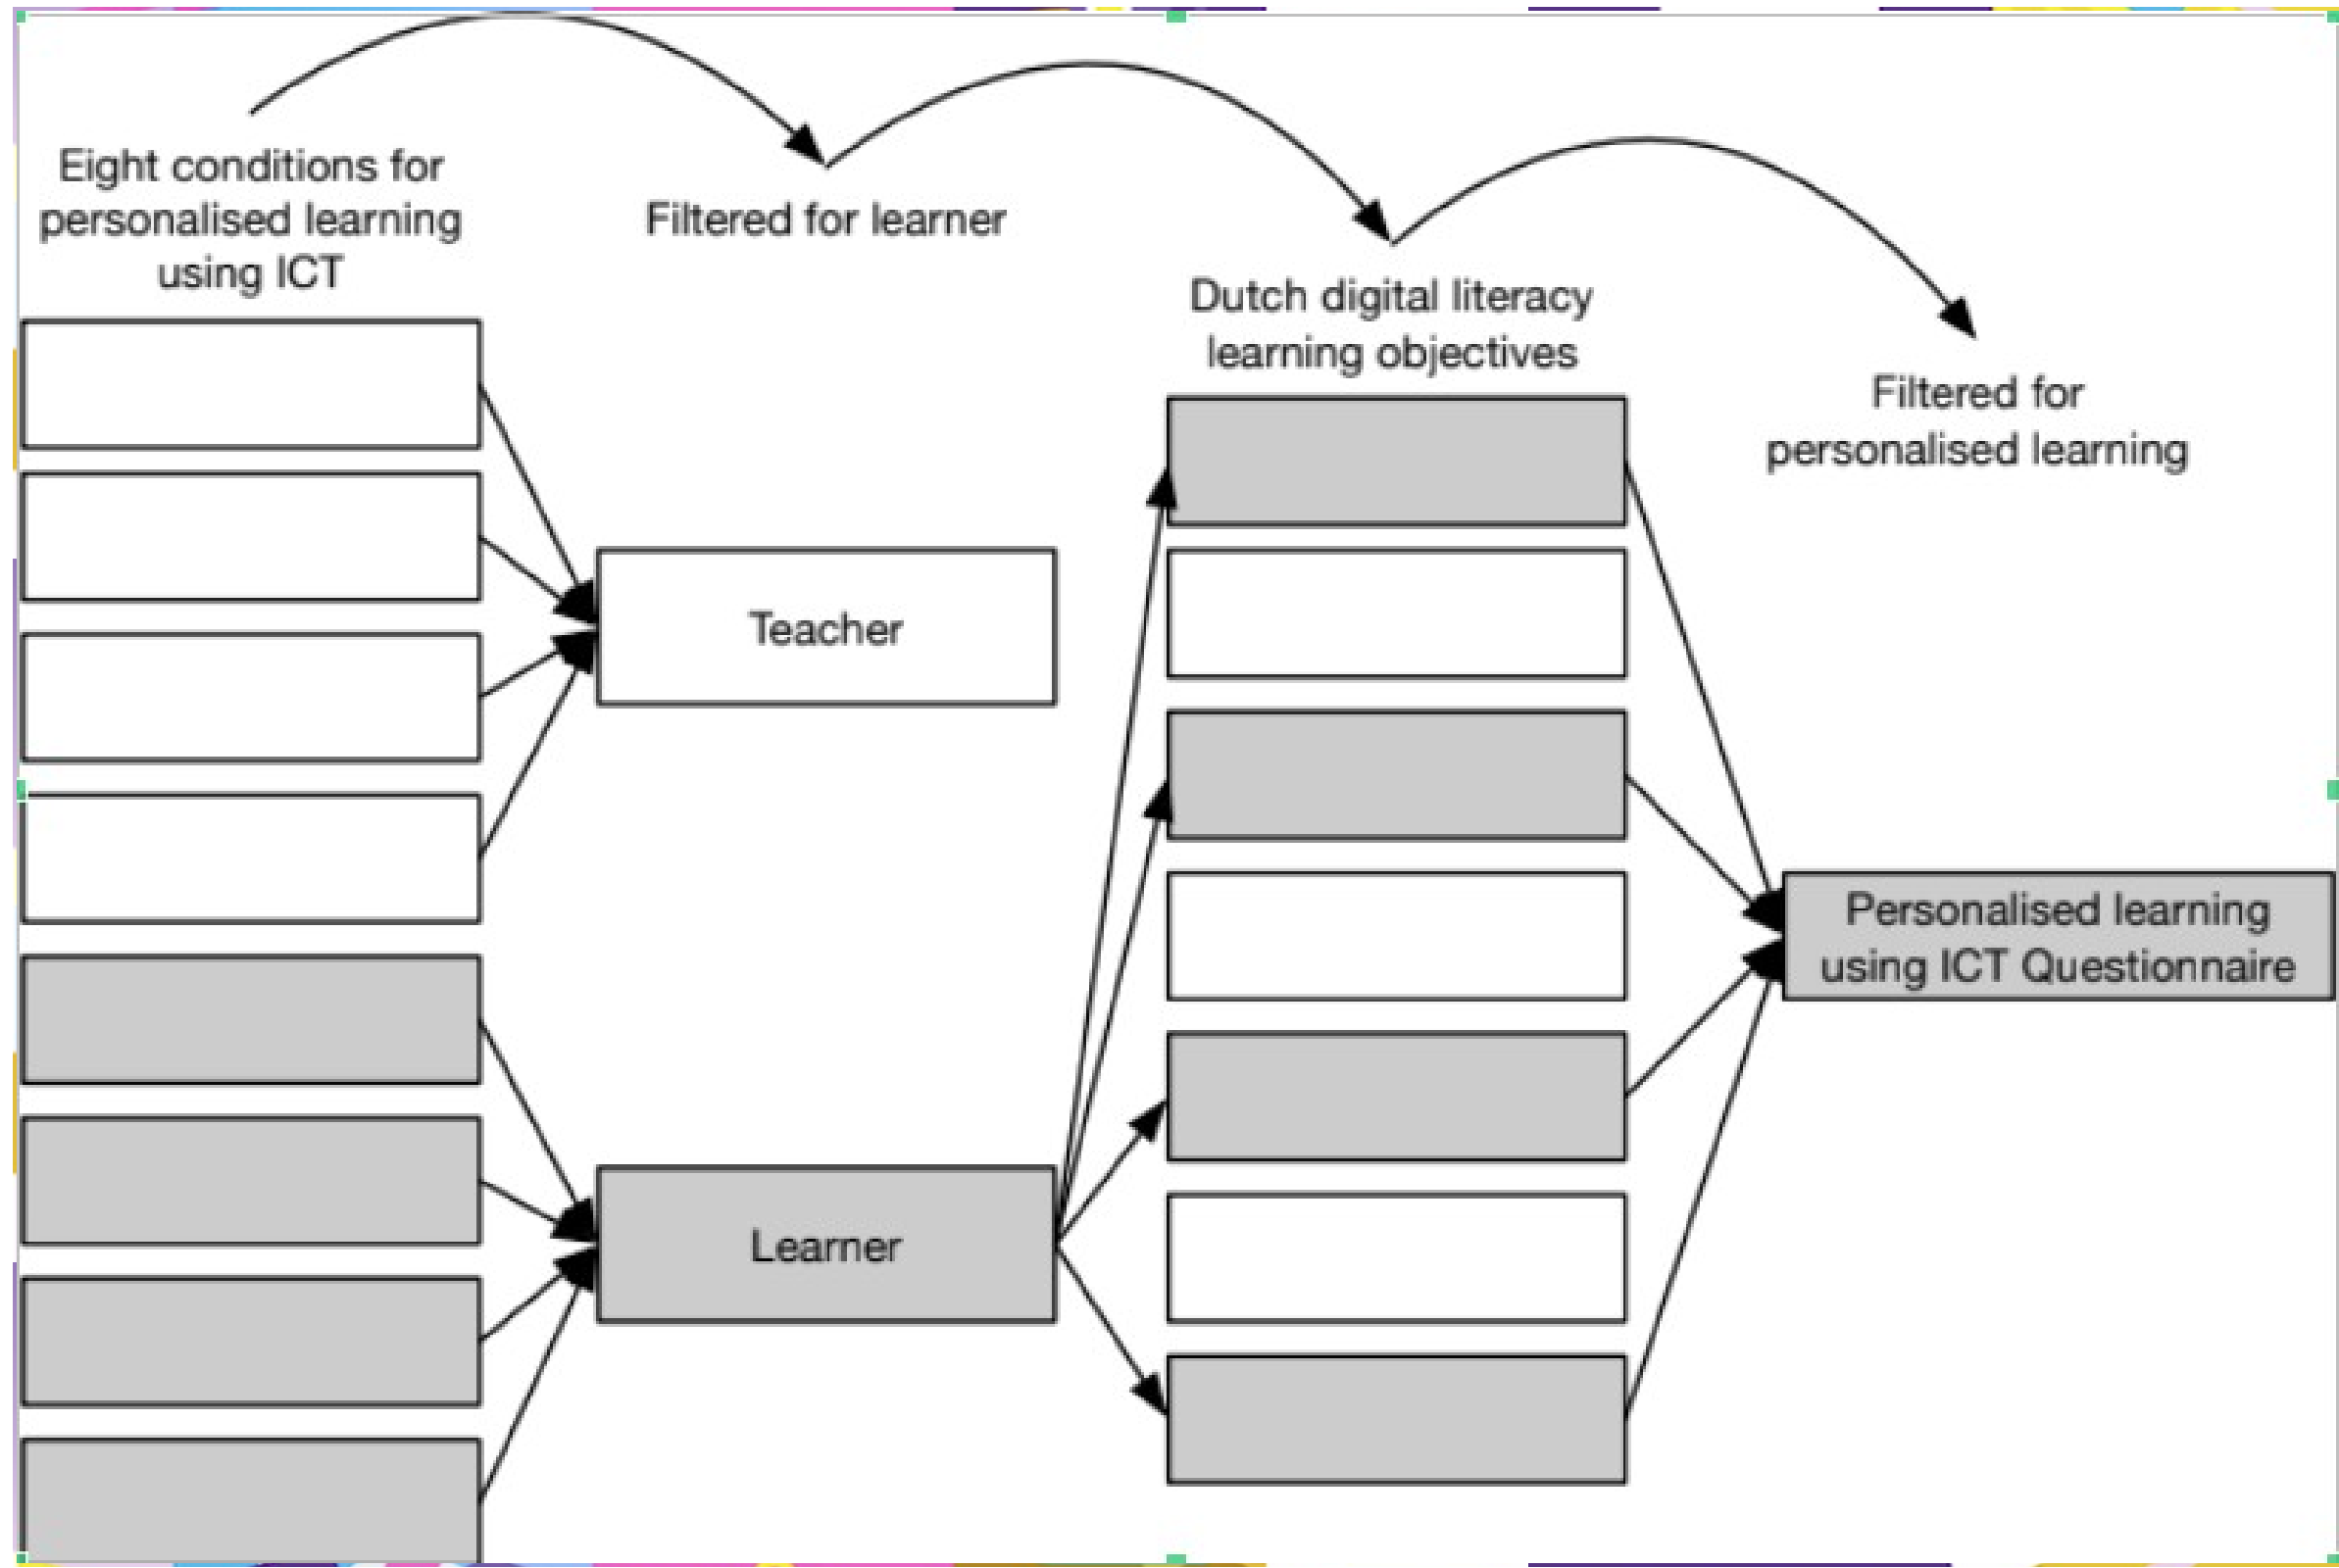 Eight conditions for
personalised learning
using ICT
Filtered for learner
Dutch digital literacy
learning objectives
Filtered for
personalised learning
Teacher
Learner
Personalised learning
using ICT Questionnaire